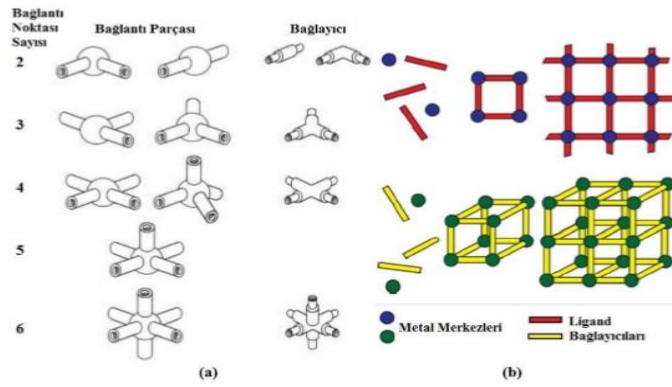 Bağlantı
Noktası
Sayısı
Bağlantı Parçası
Bağlayıcı
2
3
4
5
6
Metal Merkezleri
Ligand
Bağlayıcıları
(a)
(b)